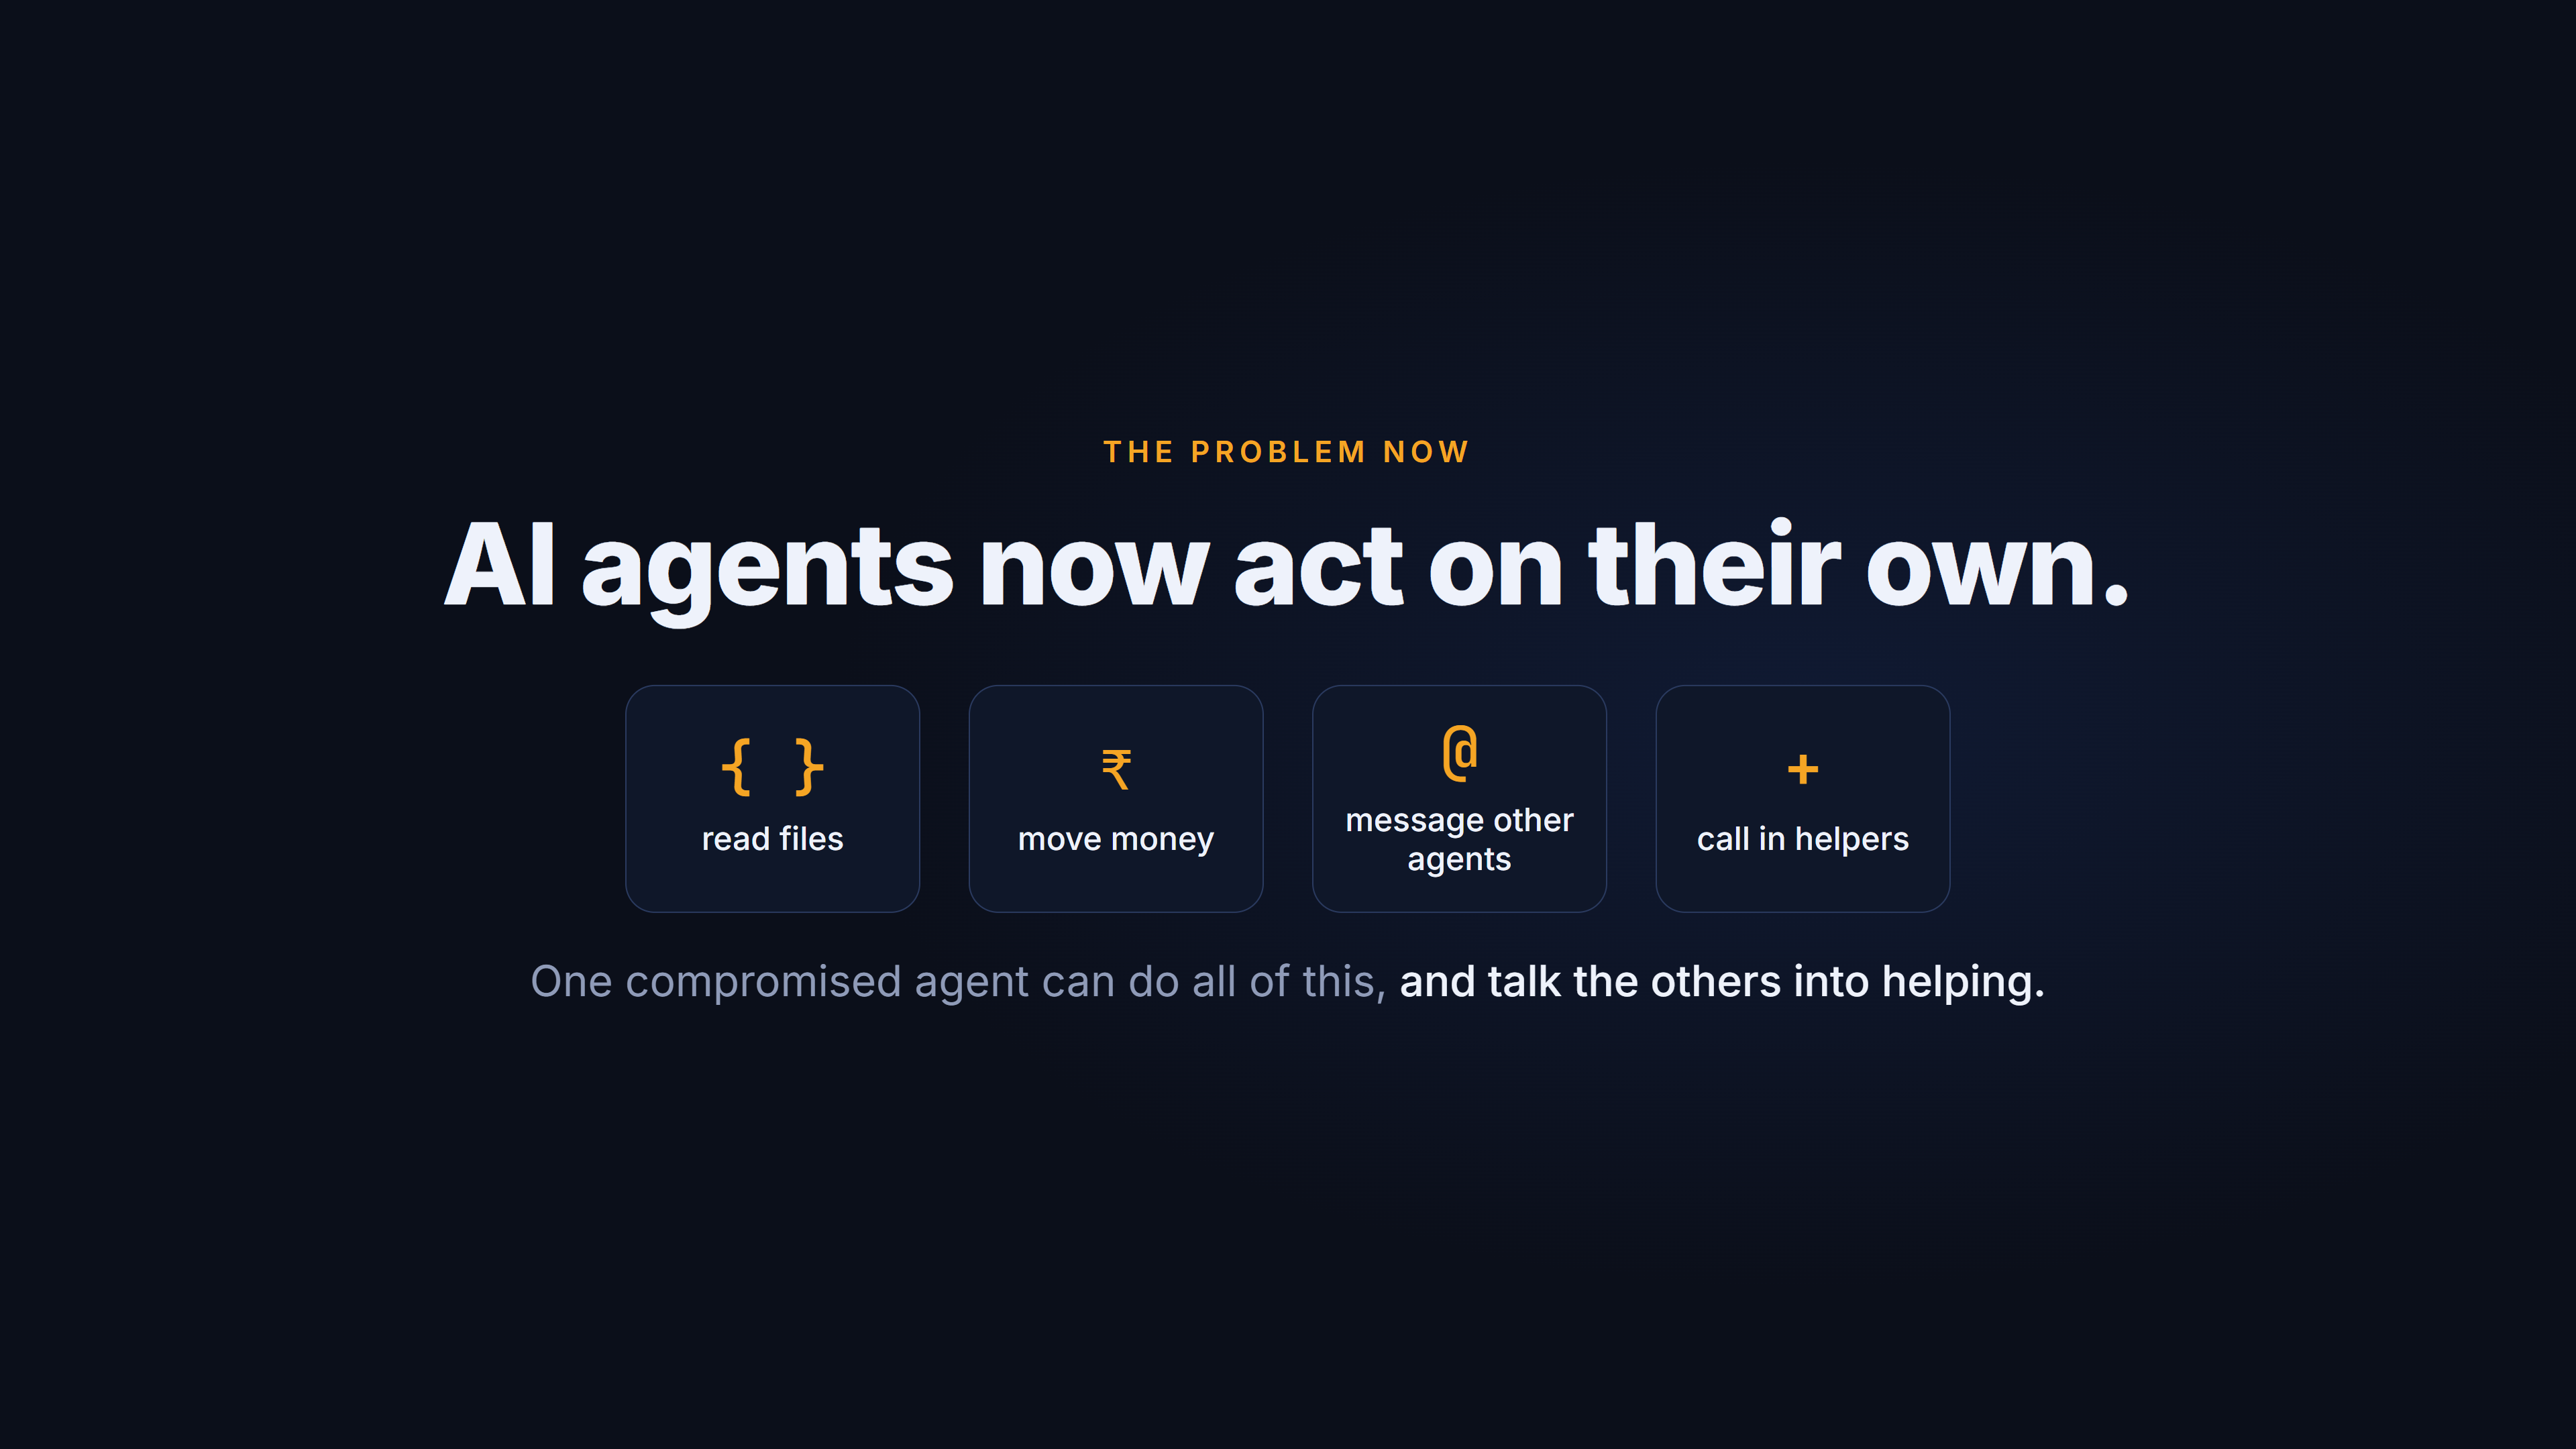 THE PROBLEM NOW
AI agents now act on their own.
{ }
read files
₹
move money
@
message other
agents
+
call in helpers
One compromised agent can do all of this, and talk the others into helping.